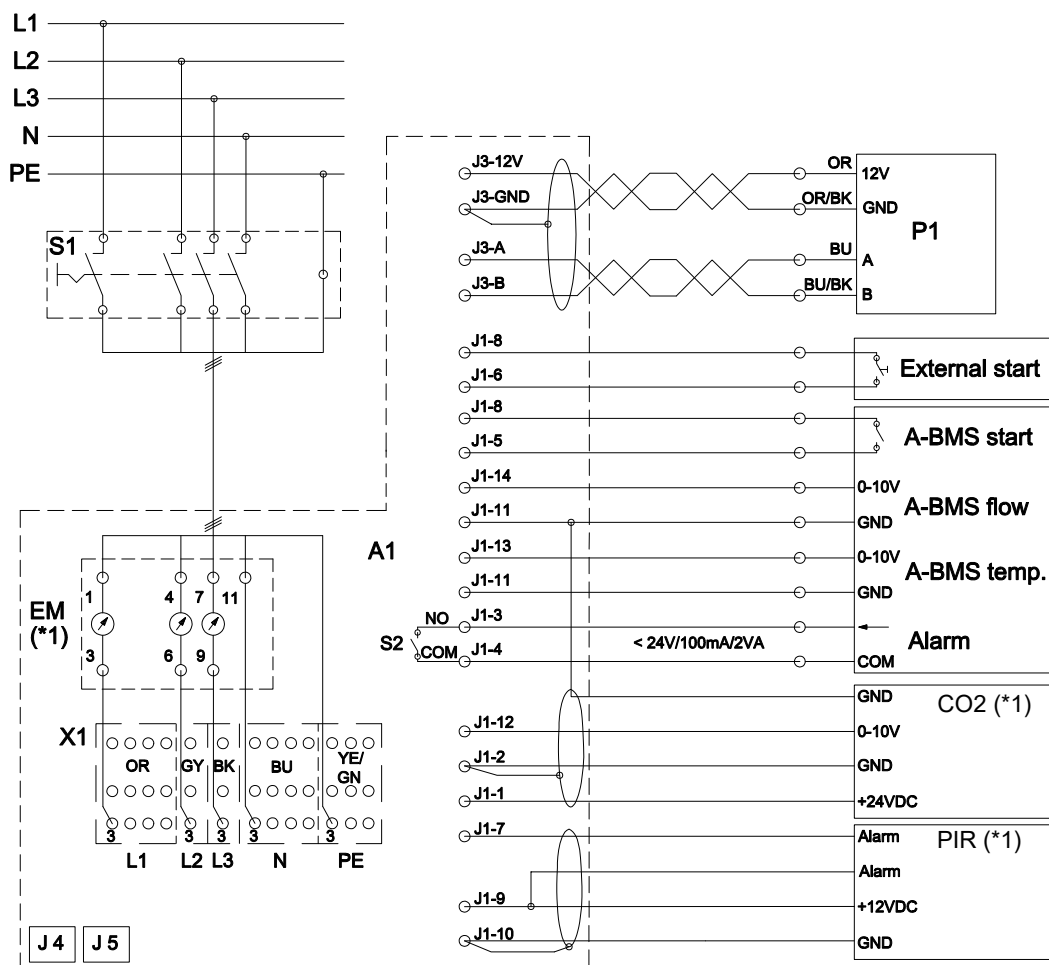 L1
L2
L3
N
PE
S1
A1
EM
(*1)
1
4
7
11
3
6
9
X1
OR
GY
BK
BU
YE/
GN
3
3
3
3
3
L1
L2
L3
N
PE
J 4
J 5
J3-12V
J3-GND
J3-A
J3-B
OR
OR/BK
BU
BU/BK
12V
GND
A
B
P1
J1-8
J1-6
External start
J1-8
J1-5
A-BMS start
J1-14
J1-11
0-10V
GND
A-BMS flow
J1-13
J1-11
0-10V
GND
A-BMS temp.
S2
NO
COM
J1-3
J1-4
< 24V/100mA/2VA
COM
Alarm
GND
CO2 (*1)
J1-12
0-10V
J1-2
GND
J1-1
+24VDC
J1-7
Alarm
PIR (*1)
Alarm
J1-9
+12VDC
J1-10
GND